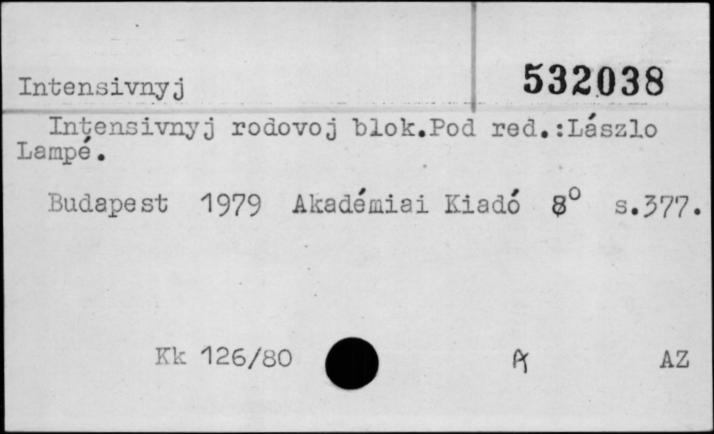 532038
Intensivnyj
Intensivnyj rodovoj blok.Pod red.:Lászlo
Lampé.
Budapest 1979 Akadémiai Kiadó 8° s.377.
Kk 126/80 A AZ